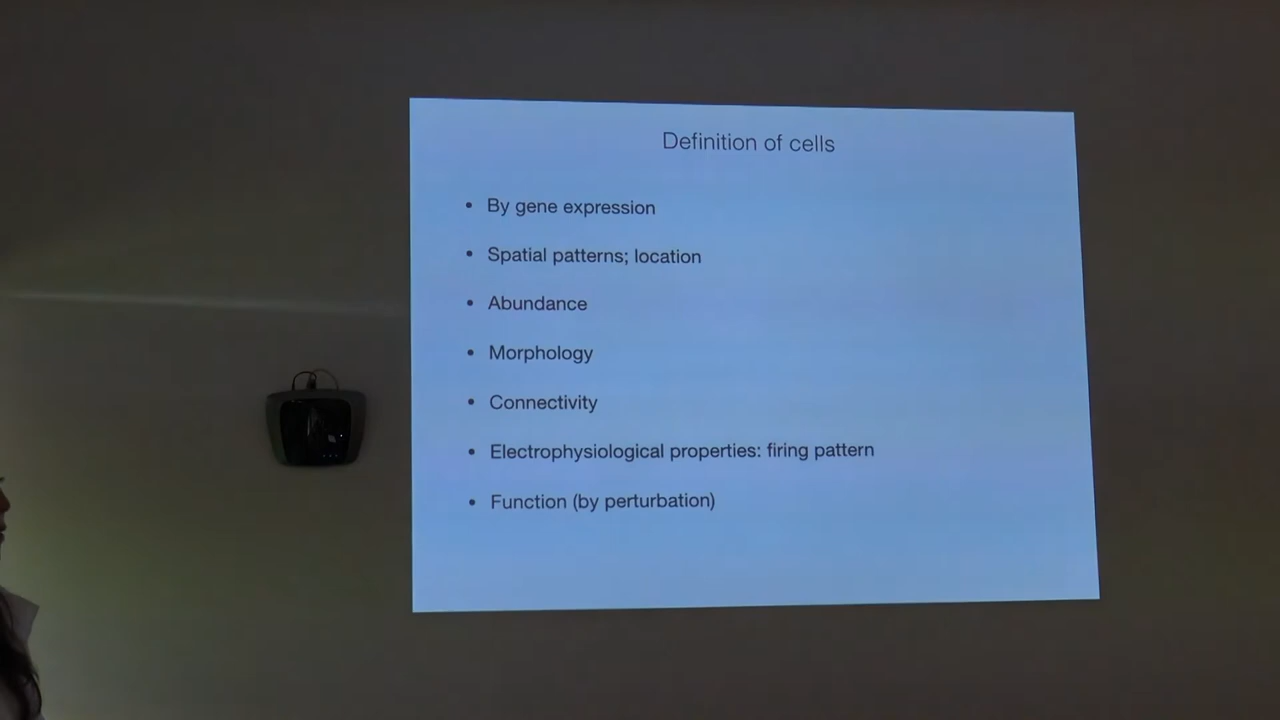 Definition of cells
• By gene expression
• Spatial patterns; location
• Abundance
• Morphology
• Connectivity
• Electrophysiological properties: firing pattern
• Function (by perturbation)